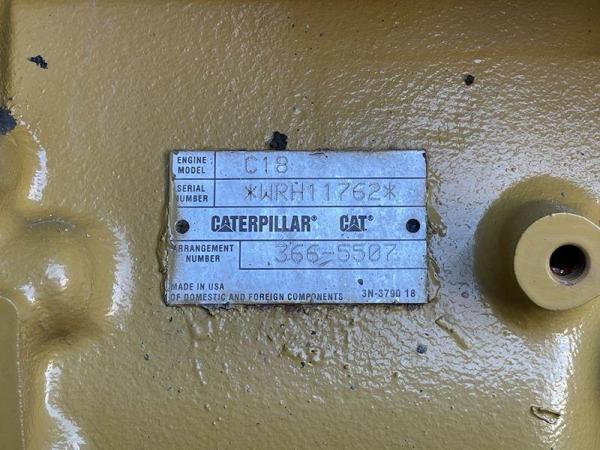 ENGINE MODEL C18
SERIAL NUMBER *WRH11762*
CATERPILLAR® CAT®
ARRANGEMENT NUMBER 366-5507
MADE IN USA
OF DOMESTIC AND FOREIGN COMPONENTS 3N-3790 18